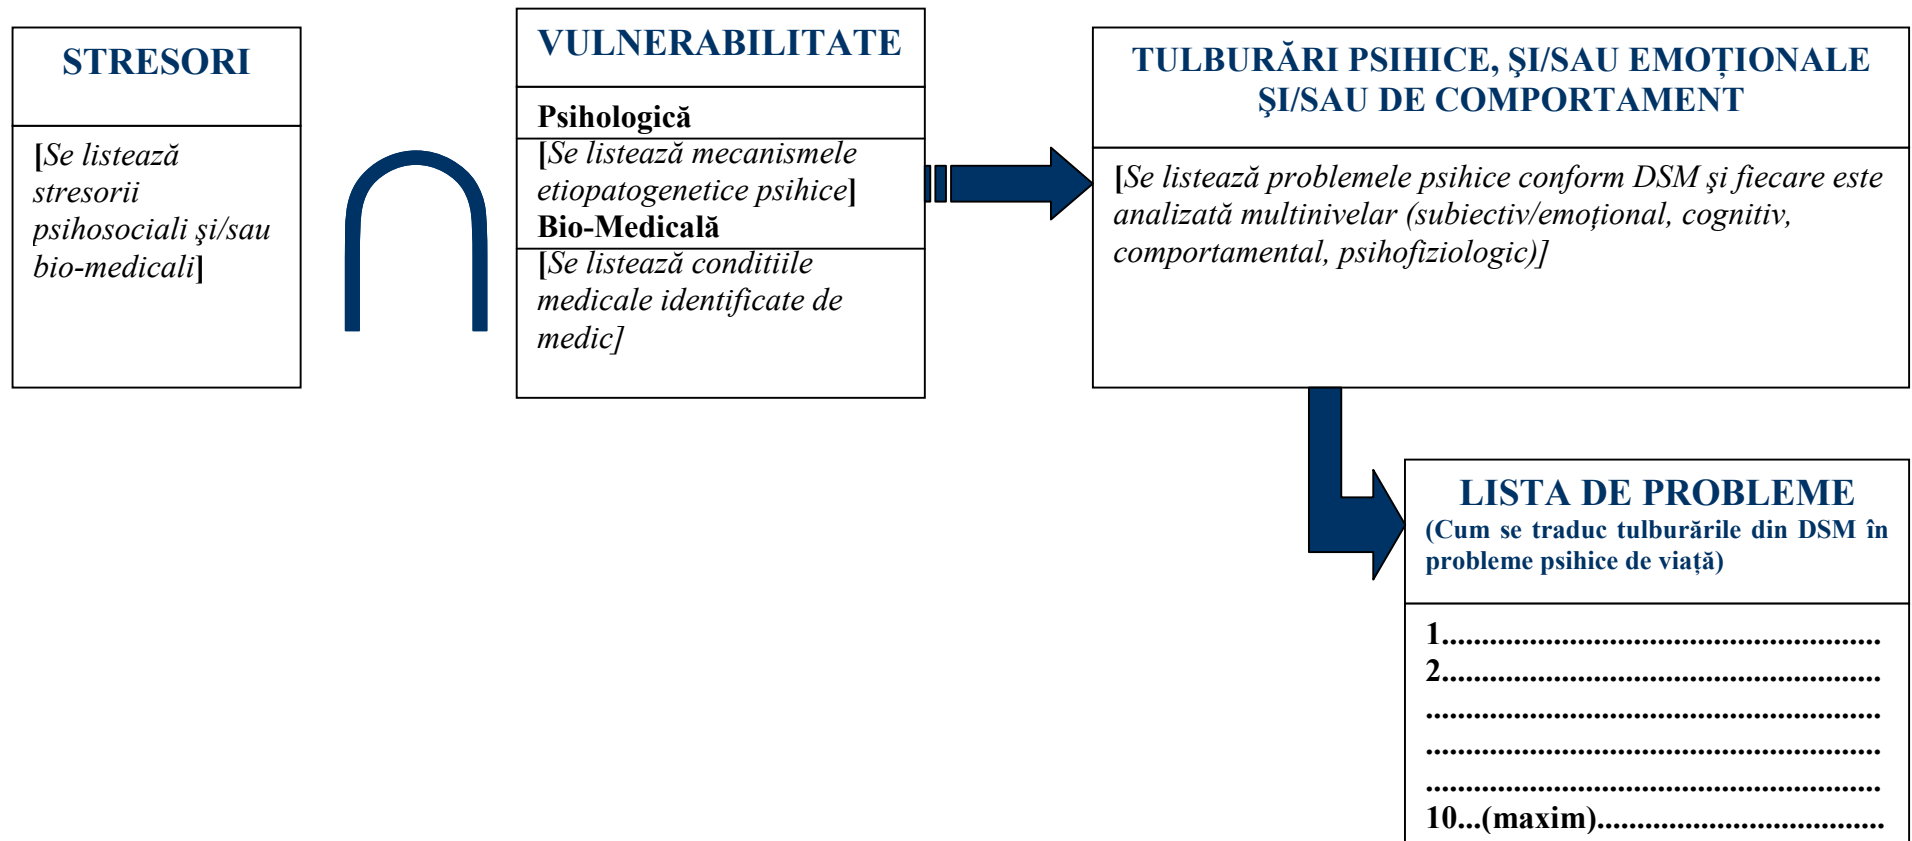 STRESORI
[Se listează
stresorii
psihosociali şi/sau
bio-medicali]
VULNERABILITATE
Psihologică
[Se listează mecanismele
etiopatogenetice psihice]
Bio-Medicală
[Se listează conditiile
medicale identificate de
medic]
TULBURĂRI PSIHICE, ŞI/SAU EMOȚIONALE
ŞI/SAU DE COMPORTAMENT
[Se listează problemele psihice conform DSM şi fiecare este
analizată multinivelar (subiectiv/emoțional, cognitiv,
comportamental, psihofiziologic)]
LISTA DE PROBLEME
(Cum se traduc tulburările din DSM în
probleme psihice de viață)
1.......................................................
2.......................................................
.........................................................
.........................................................
.........................................................
10...(maxim)....................................